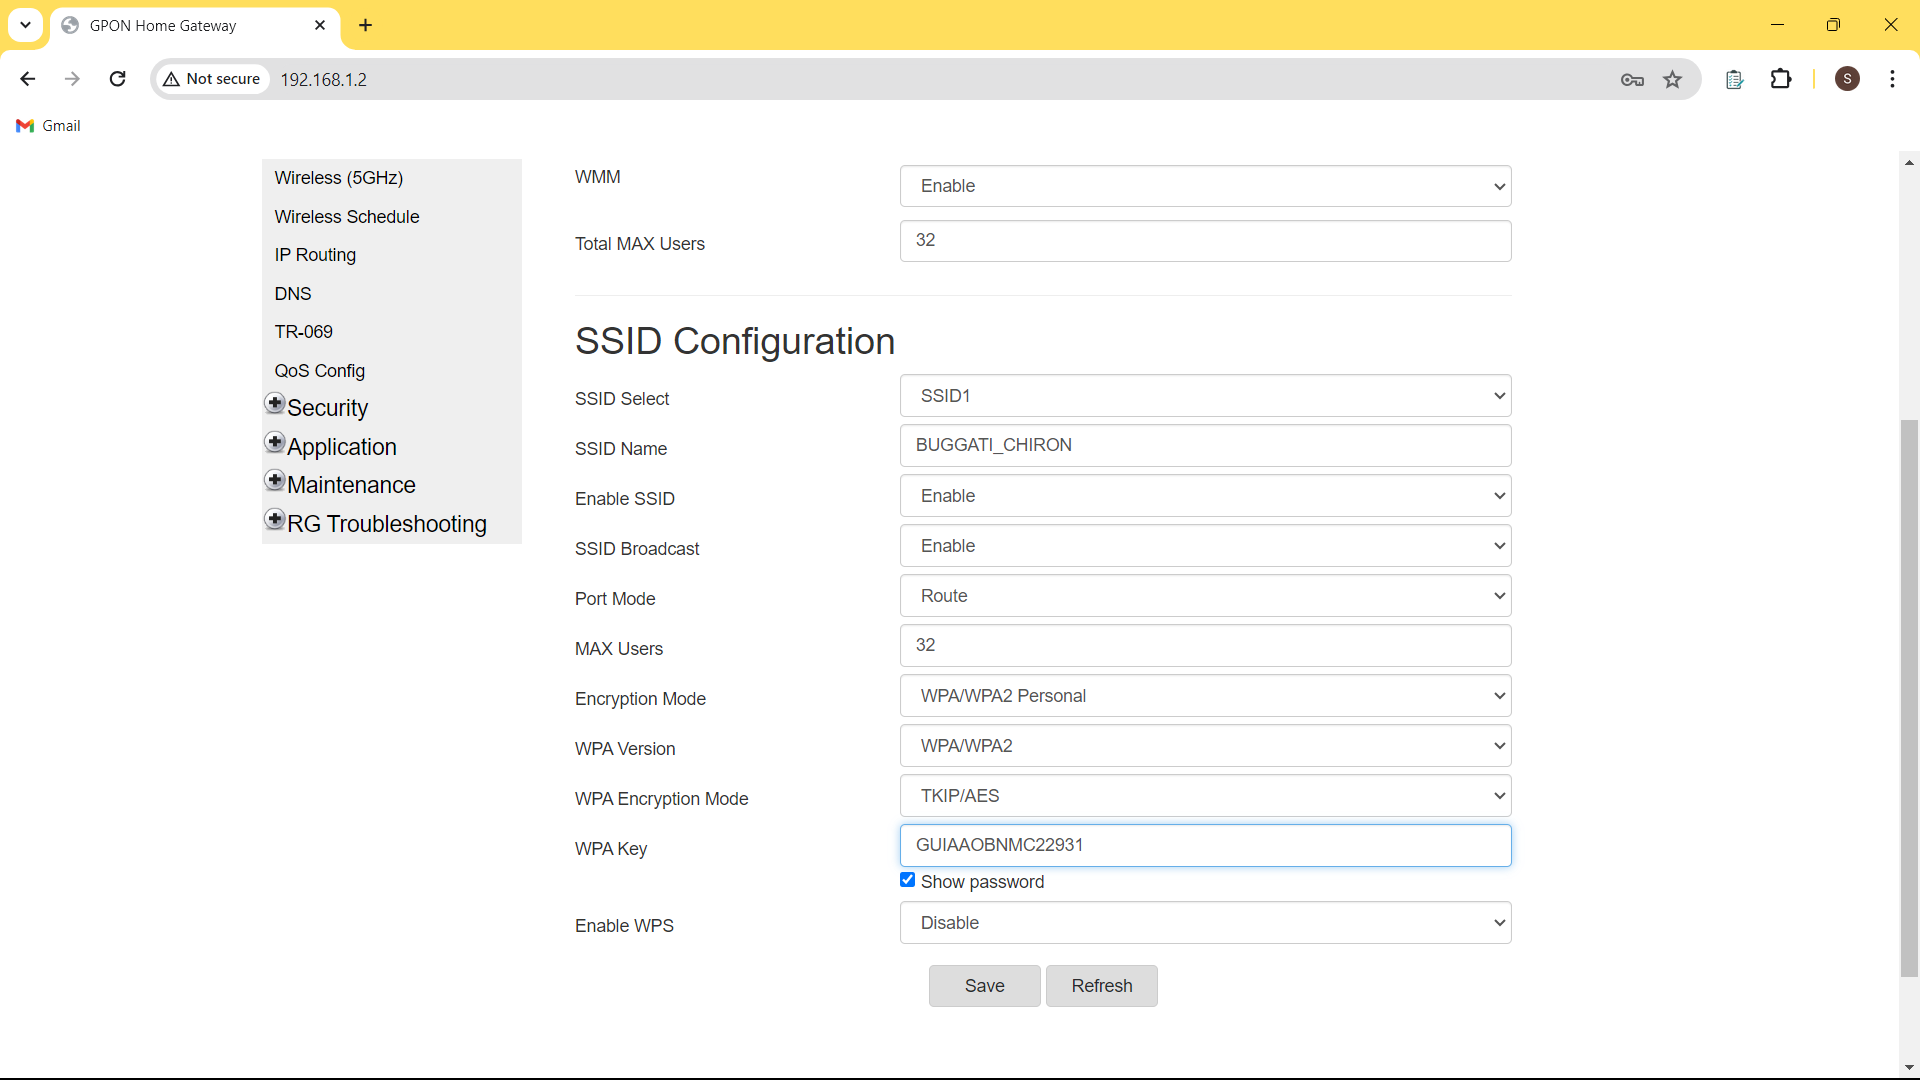 GPON Home Gateway
Not secure
192.168.1.2
S
Gmail
Wireless (5GHz)
Wireless Schedule
IP Routing
DNS
TR-069
QoS Config
Security
Application
Maintenance
RG Troubleshooting
WMM
Enable
Total MAX Users
32
SSID Configuration
SSID Select
SSID1
SSID Name
BUGGATI_CHIRON
Enable SSID
Enable
SSID Broadcast
Enable
Port Mode
Route
MAX Users
32
Encryption Mode
WPA/WPA2 Personal
WPA Version
WPA/WPA2
WPA Encryption Mode
TKIP/AES
WPA Key
GUIAAOBNMC22931
Show password
Enable WPS
Disable
Save
Refresh